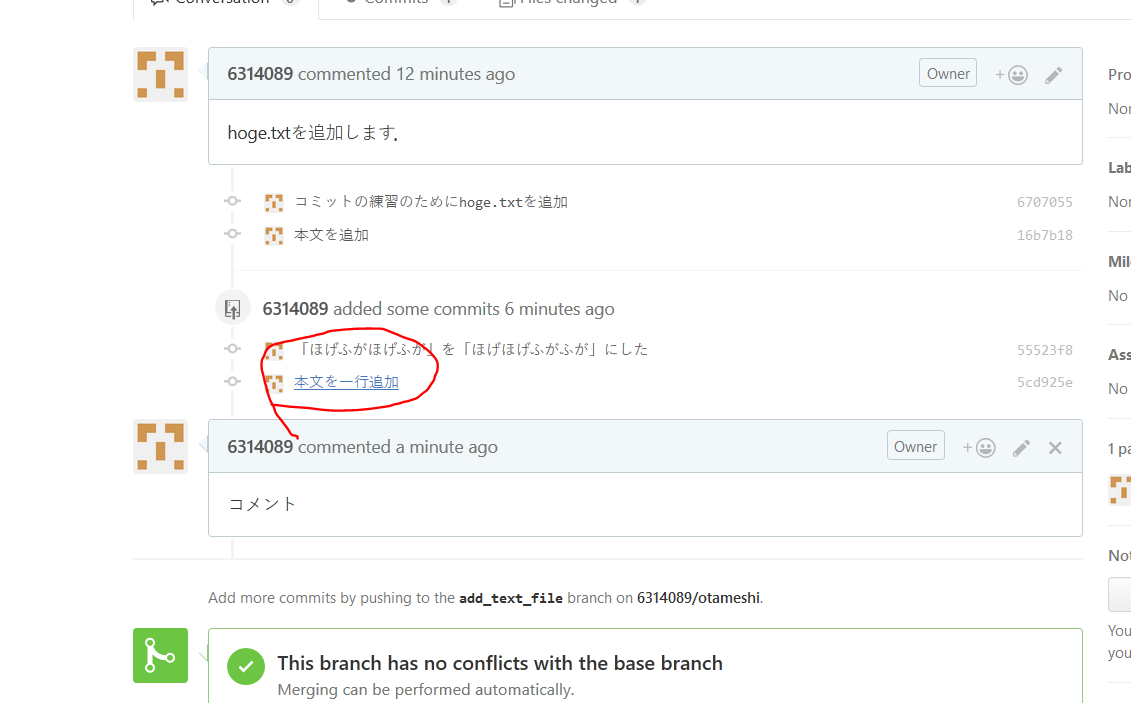 Conversation 0 Commits Files changed
6314089 commented 12 minutes ago Owner
Pro
Nor
hoge.txtを追加します.
Lab
コミットの練習のためにhoge.txtを追加 6707055
Nor
本文を追加 16b7b18
Mil
No
6314089 added some commits 6 minutes ago
「ほげふがほげふが」を「ほげほげふがふが」にした 55523f8
Ass
本文を一行追加 5cd925e
No
6314089 commented a minute ago Owner
1 pa
コメント
Not
Add more commits by pushing to the add_text_file branch on 6314089/otameshi.
You
you
This branch has no conflicts with the base branch
Merging can be performed automatically.